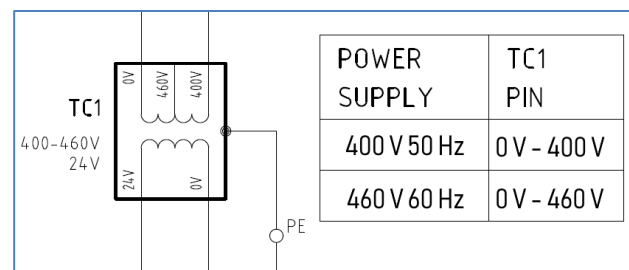 0V
460V
400V
TC1
400-460V
24V
24V
0V
PE
POWER SUPPLY
TC1 PIN
400 V 50 Hz
0 V - 400 V
460 V 60 Hz
0 V - 460 V